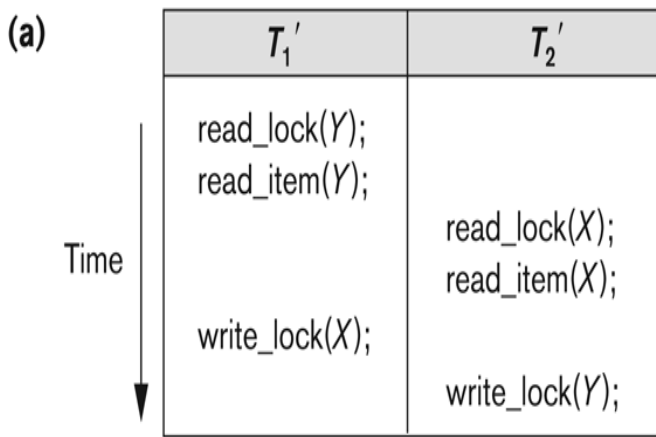 (a)
T₁′ T₂′
read_lock(Y);
read_item(Y);
read_lock(X);
Time
read_item(X);
write_lock(X);
write_lock(Y);